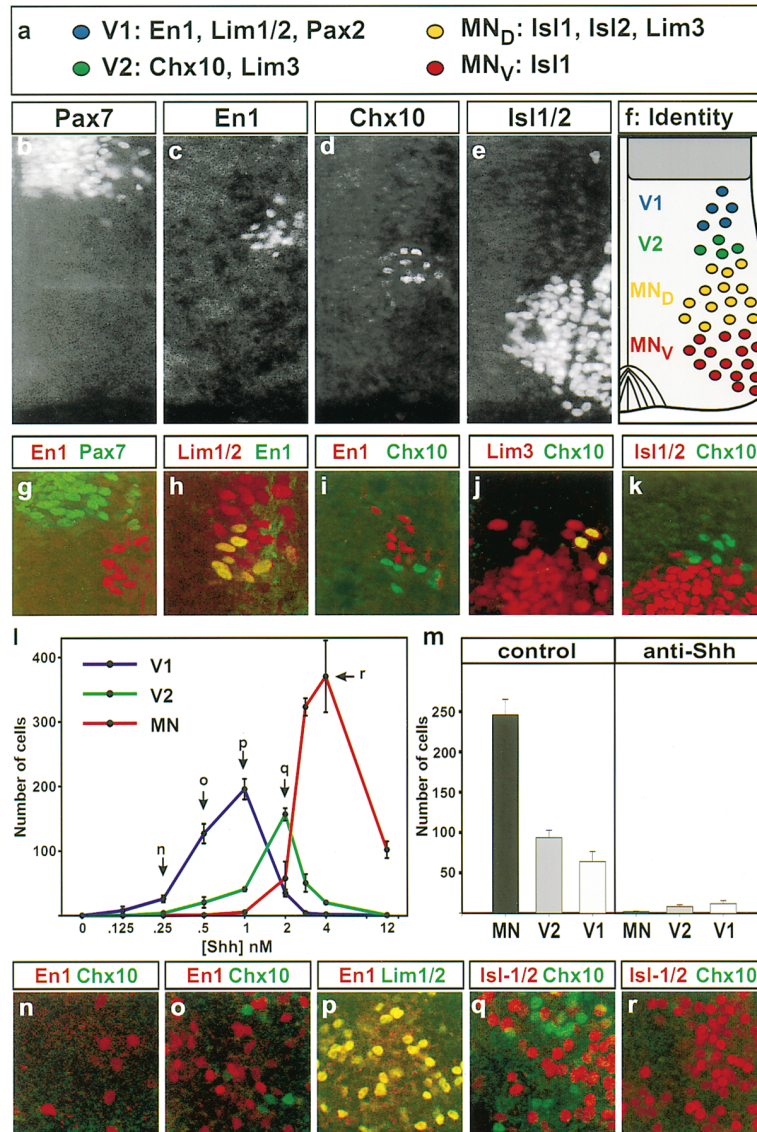 a
V1: En1, Lim1/2, Pax2
MND: Isl1, Isl2, Lim3
V2: Chx10, Lim3
MNV: Isl1
Pax7 En1 Chx10 Isl1/2 f: Identity
b c d e
V1
V2
MND
MNV
En1 Pax7 Lim1/2 En1 En1 Chx10 Lim3 Chx10 Isl1/2 Chx10
g h i j k
l
V1
V2
MN
Number of cells
400
300
200
100
n o p q r
0 .125 .25 .5 1 2 4 12
[Shh] nM
m
control anti-Shh
Number of cells
250
200
150
100
50
MN V2 V1 MN V2 V1
En1 Chx10 En1 Chx10 En1 Lim1/2 Isl-1/2 Chx10 Isl-1/2 Chx10
n o p q r